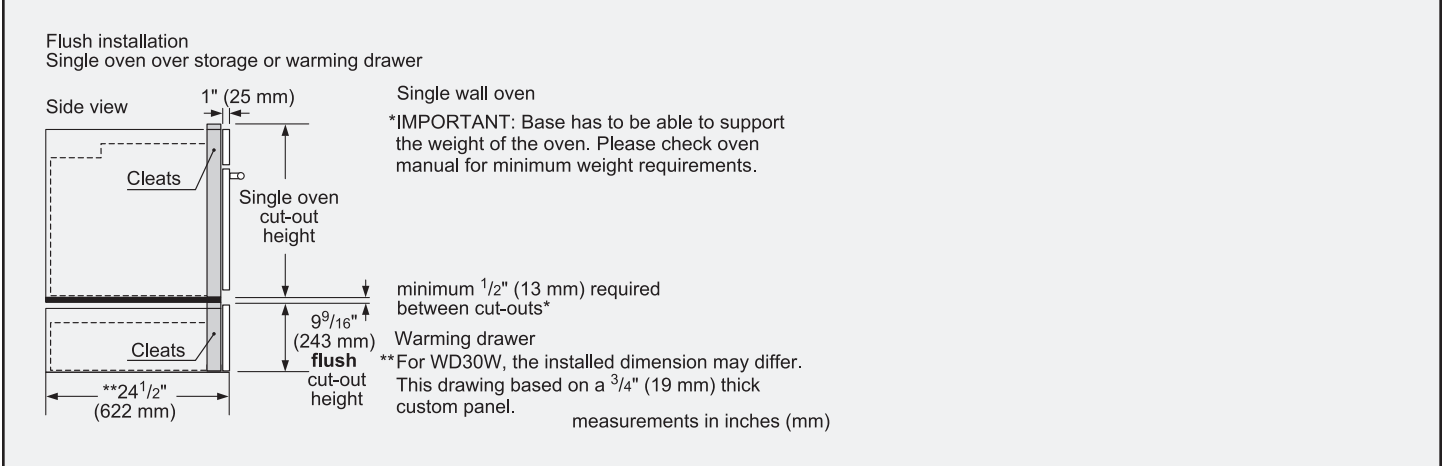 Flush installation
Single oven over storage or warming drawer
Side view
1" (25 mm)
Cleats
Single oven
cut-out
height
Single wall oven
*IMPORTANT: Base has to be able to support
the weight of the oven. Please check oven
manual for minimum weight requirements.
minimum 1/2" (13 mm) required
between cut-outs*
9 9/16"
(243 mm)
flush
cut-out
height
Cleats
**24 1/2"
(622 mm)
Warming drawer
**For WD30W, the installed dimension may differ.
This drawing based on a 3/4" (19 mm) thick
custom panel.
measurements in inches (mm)